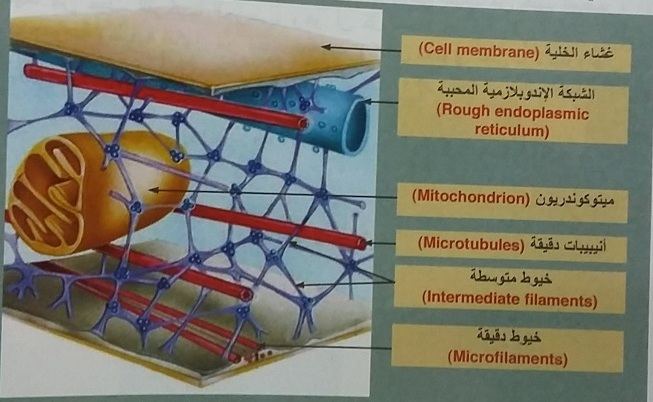 غشاء الخلية (Cell membrane)
الشبكة الإندوبلازمية المحببة
(Rough endoplasmic
reticulum)
ميتوكوندريون (Mitochondrion)
أنيبيبات دقيقة (Microtubules)
خيوط متوسطة
(Intermediate filaments)
خيوط دقيقة
(Microfilaments)